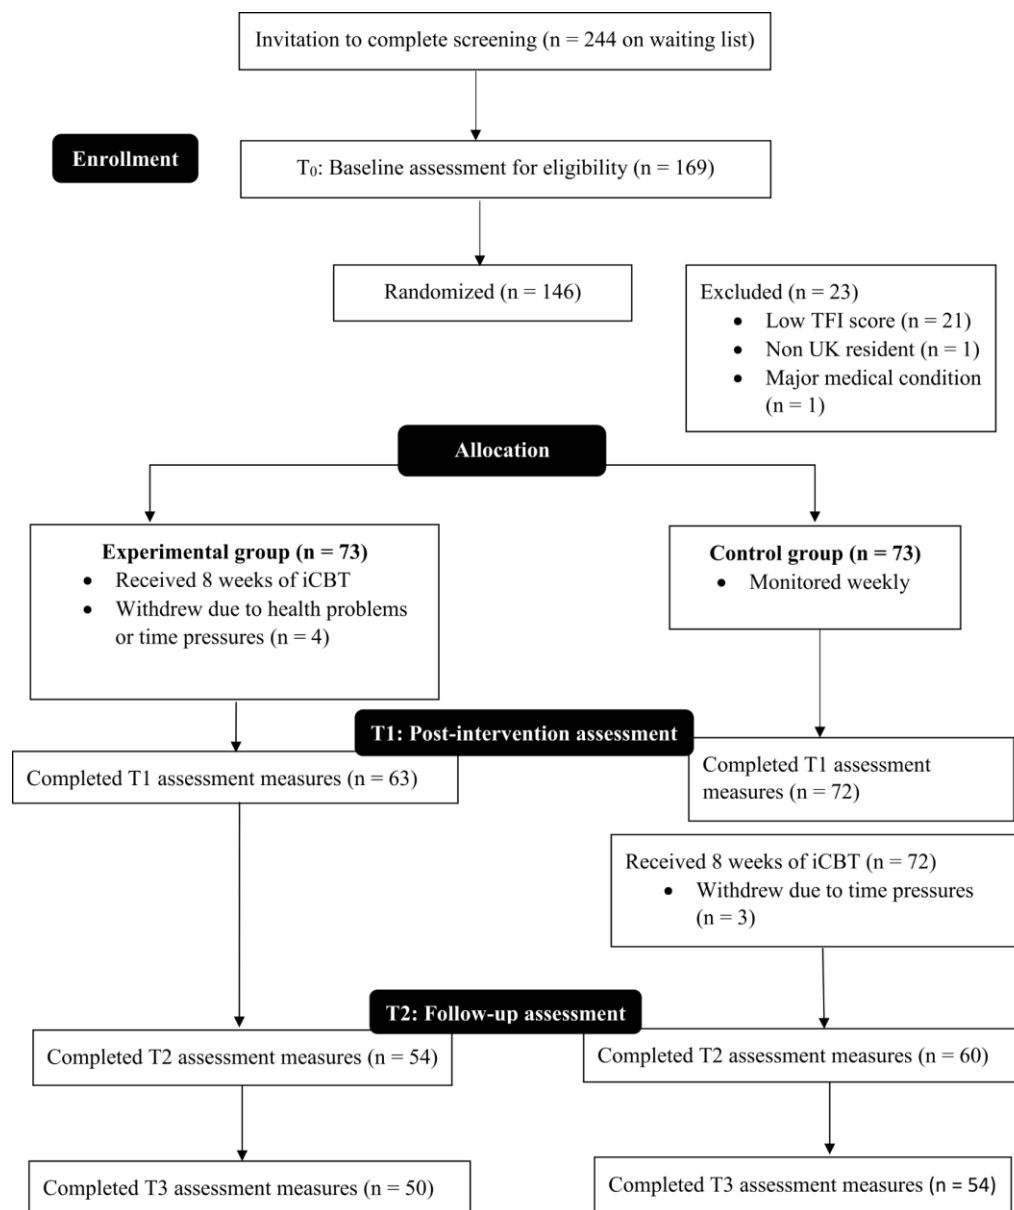 Invitation to complete screening (n = 244 on waiting list)
Enrollment
T₀: Baseline assessment for eligibility (n = 169)
Randomized (n = 146)
Excluded (n = 23)
• Low TFI score (n = 21)
• Non UK resident (n = 1)
• Major medical condition
(n = 1)
Allocation
Experimental group (n = 73)
• Received 8 weeks of iCBT
• Withdrew due to health problems
or time pressures (n = 4)
Control group (n = 73)
• Monitored weekly
T1: Post-intervention assessment
Completed T1 assessment measures (n = 63)
Completed T1 assessment
measures (n = 72)
Received 8 weeks of iCBT (n = 72)
• Withdrew due to time pressures
(n = 3)
T2: Follow-up assessment
Completed T2 assessment measures (n = 54)
Completed T2 assessment measures (n = 60)
Completed T3 assessment measures (n = 50)
Completed T3 assessment measures (n = 54)